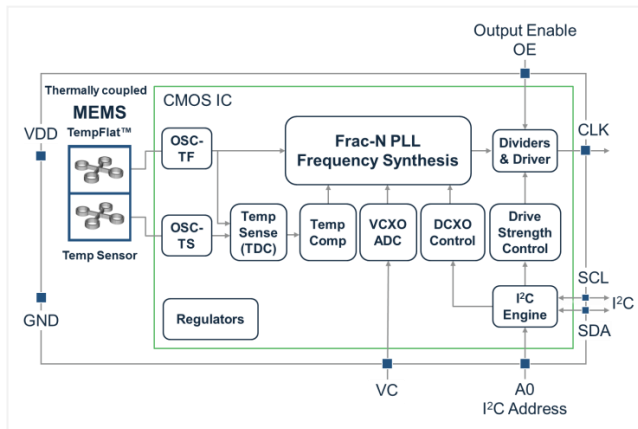 Output Enable
OE
Thermally coupled
MEMS
TempFlat™
CMOS IC
VDD
OSC-
TF
Frac-N PLL
Frequency Synthesis
Dividers
& Driver
CLK
OSC-
TS
Temp
Sense
(TDC)
Temp
Comp
VCXO
ADC
DCXO
Control
Drive
Strength
Control
Temp Sensor
SCL
I²C
SDA
I²C
Engine
GND
Regulators
VC
A0
I²C Address